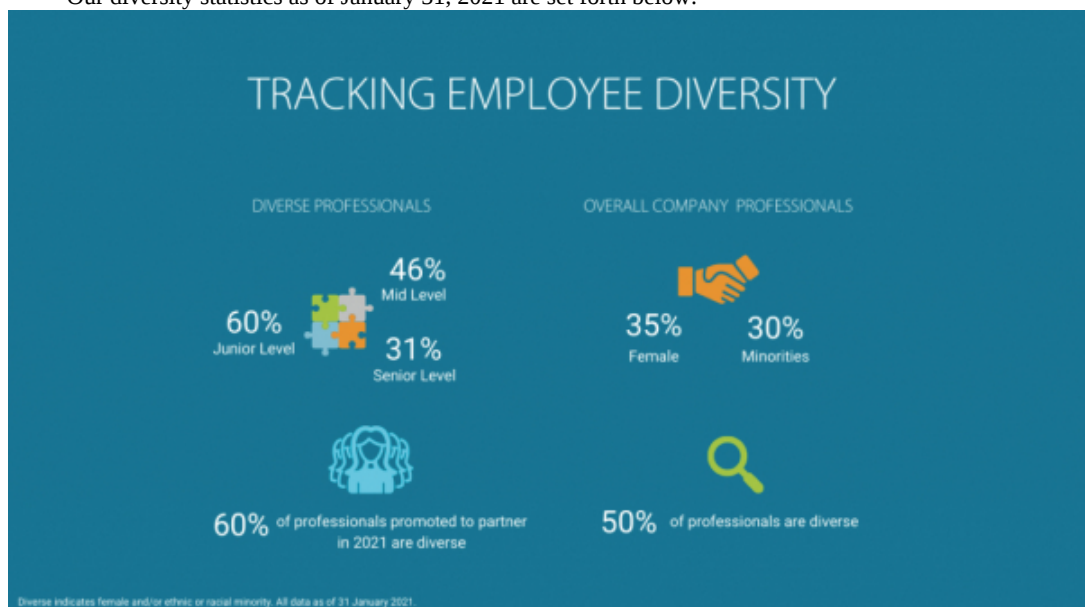 Our diversity statistics as of January 31, 2021 are set forth below:
TRACKING EMPLOYEE DIVERSITY
DIVERSE PROFESSIONALS
46%
Mid Level
60%
Junior Level
31%
Senior Level
60% of professionals promoted to partner
in 2021 are diverse
OVERALL COMPANY PROFESSIONALS
35%
Female
30%
Minorities
50% of professionals are diverse
Diverse indicates female and/or ethnic or racial minority. All data as of 31 January 2021.